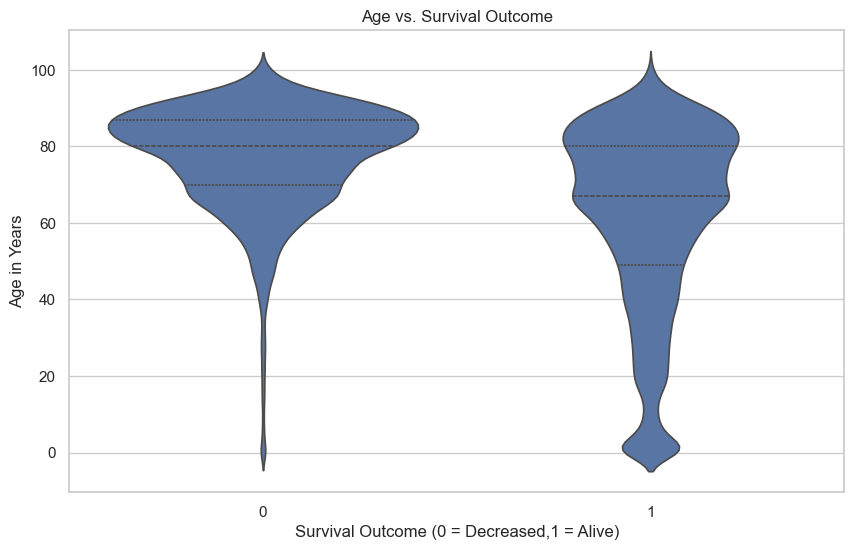 Age vs. Survival Outcome
Age in Years
100
80
60
40
20
0
0 1
Survival Outcome (0 = Decreased,1 = Alive)